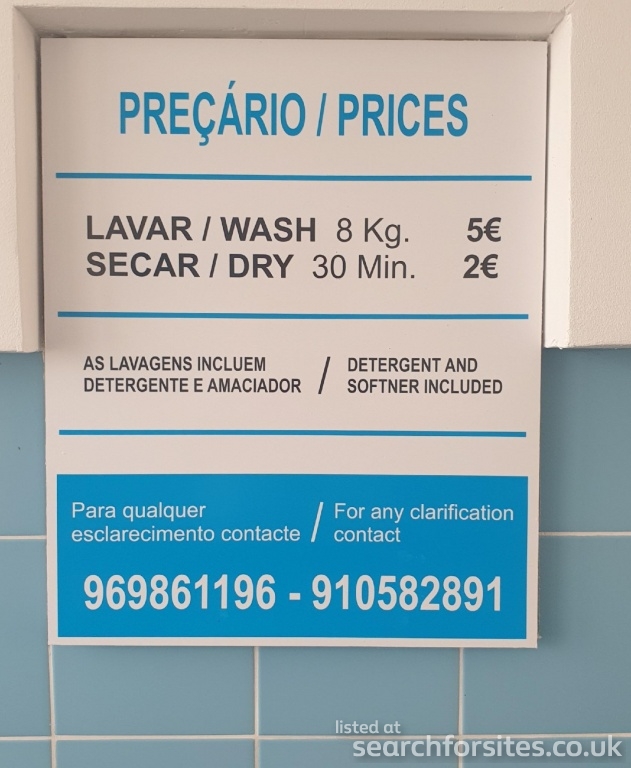 PREÇÁRIO / PRICES
LAVAR / WASH 8 Kg. 5€
SECAR / DRY 30 Min. 2€
AS LAVAGENS INCLUEM
DETERGENTE E AMACIADOR
/
DETERGENT AND
SOFTNER INCLUDED
Para qualquer
esclarecimento contacte
/
For any clarification
contact
969861196 - 910582891
listed at
searchforsites.co.uk